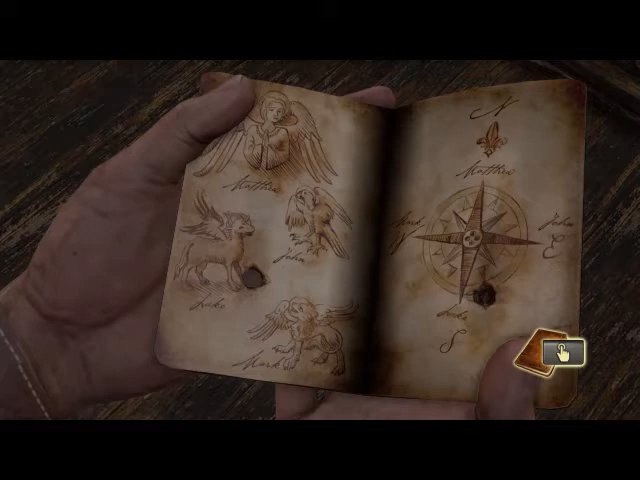 Matthew
John
Luke
Mark
N
Matthew
Mark
John
W
E
Luke
S